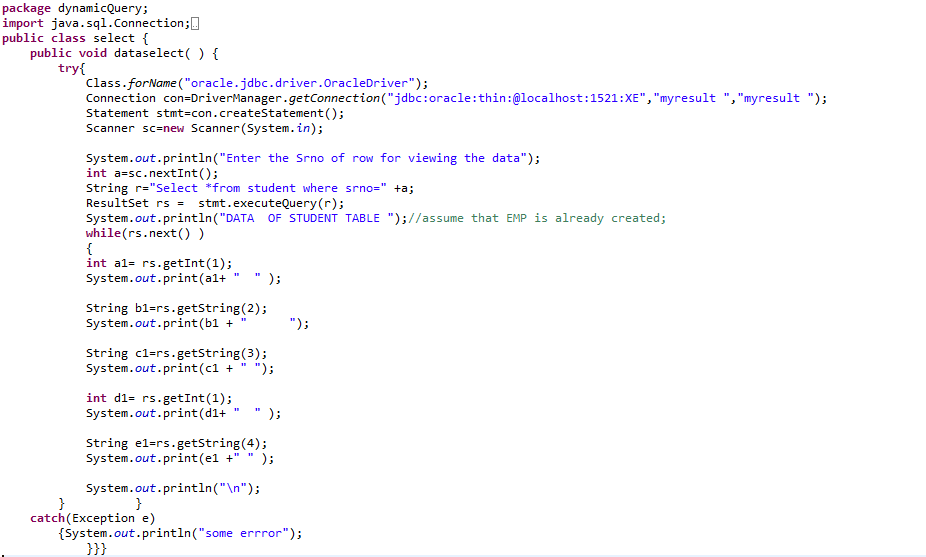 package dynamicQuery;
import java.sql.Connection;
public class select {
    public void dataselect( ) {
        try{
            Class.forName("oracle.jdbc.driver.OracleDriver");
            Connection con=DriverManager.getConnection("jdbc:oracle:thin:@localhost:1521:XE","myresult ","myresult ");
            Statement stmt=con.createStatement();
            Scanner sc=new Scanner(System.in);

            System.out.println("Enter the Srno of row for viewing the data");
            int a=sc.nextInt();
            String r="Select *from student where srno=" +a;
            ResultSet rs =  stmt.executeQuery(r);
            System.out.println("DATA  OF STUDENT TABLE ");//assume that EMP is already created;
            while(rs.next() )
            {
            int a1= rs.getInt(1);
            System.out.print(a1+ "  " );

            String b1=rs.getString(2);
            System.out.print(b1 + "      ");

            String c1=rs.getString(3);
            System.out.print(c1 + " ");

            int d1= rs.getInt(1);
            System.out.print(d1+ "  " );

            String e1=rs.getString(4);
            System.out.print(e1 +" " );

            System.out.println("\n");
        }          }
    catch(Exception e)
        {System.out.println("some errror");
            }}}